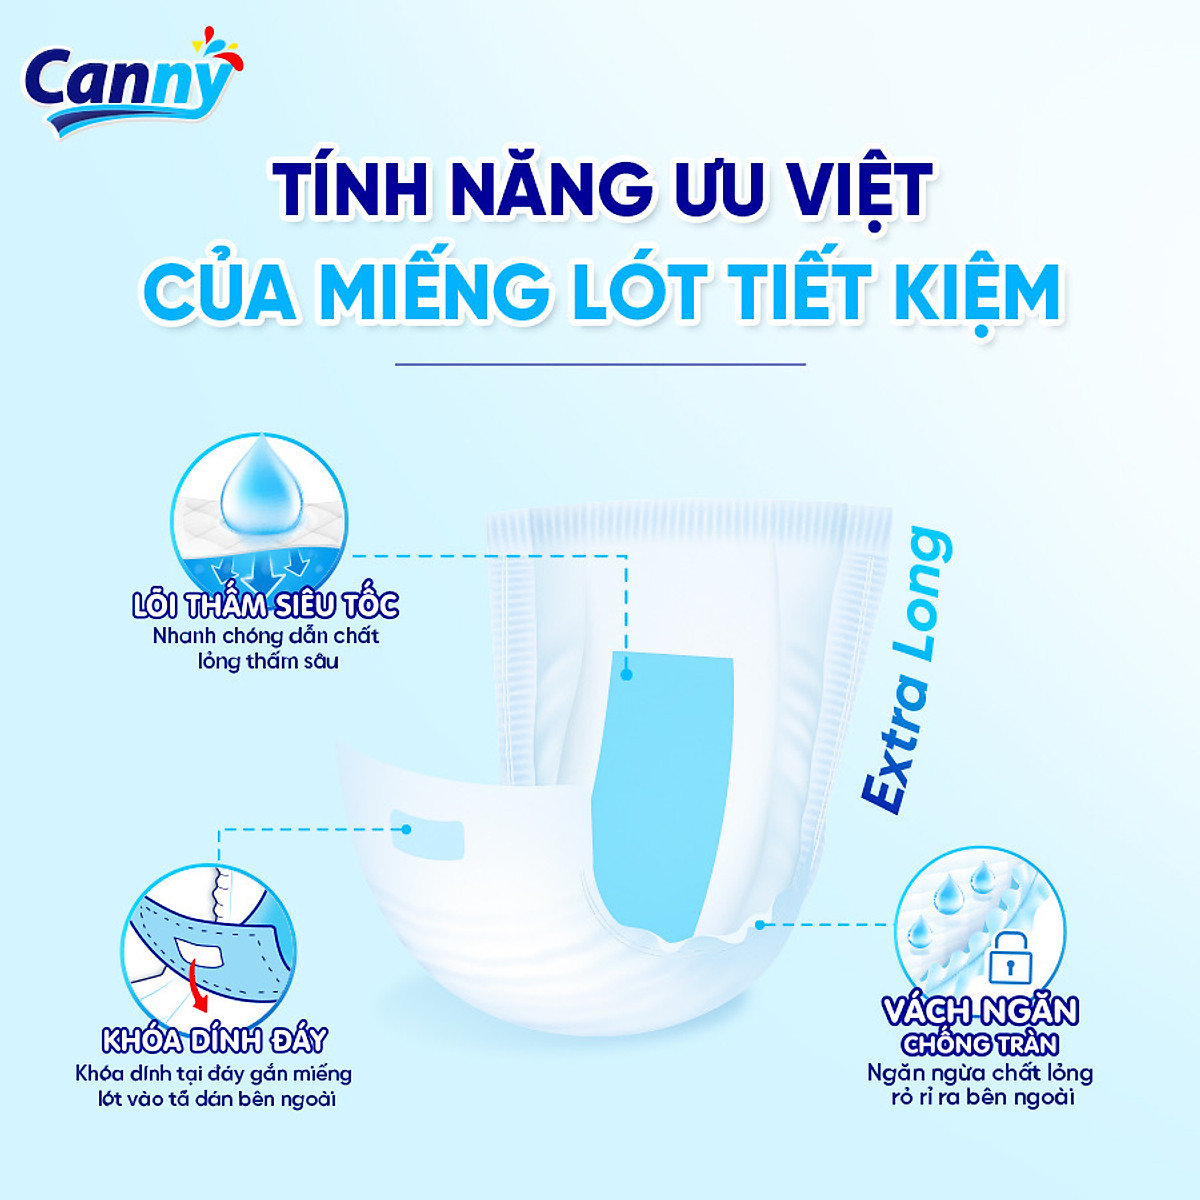 Canny
TÍNH NĂNG ƯU VIỆT
CỦA MIẾNG LÓT TIẾT KIỆM
LÕI THẤM SIÊU TỐC
Nhanh chóng dẫn chất
lỏng thấm sâu
Extra Long
KHÓA DÍNH ĐÁY
Khóa dính tại đáy gắn miếng
lót vào tã dán bên ngoài
VÁCH NGĂN
CHỐNG TRÀN
Ngăn ngừa chất lỏng
rỏ rỉ ra bên ngoài